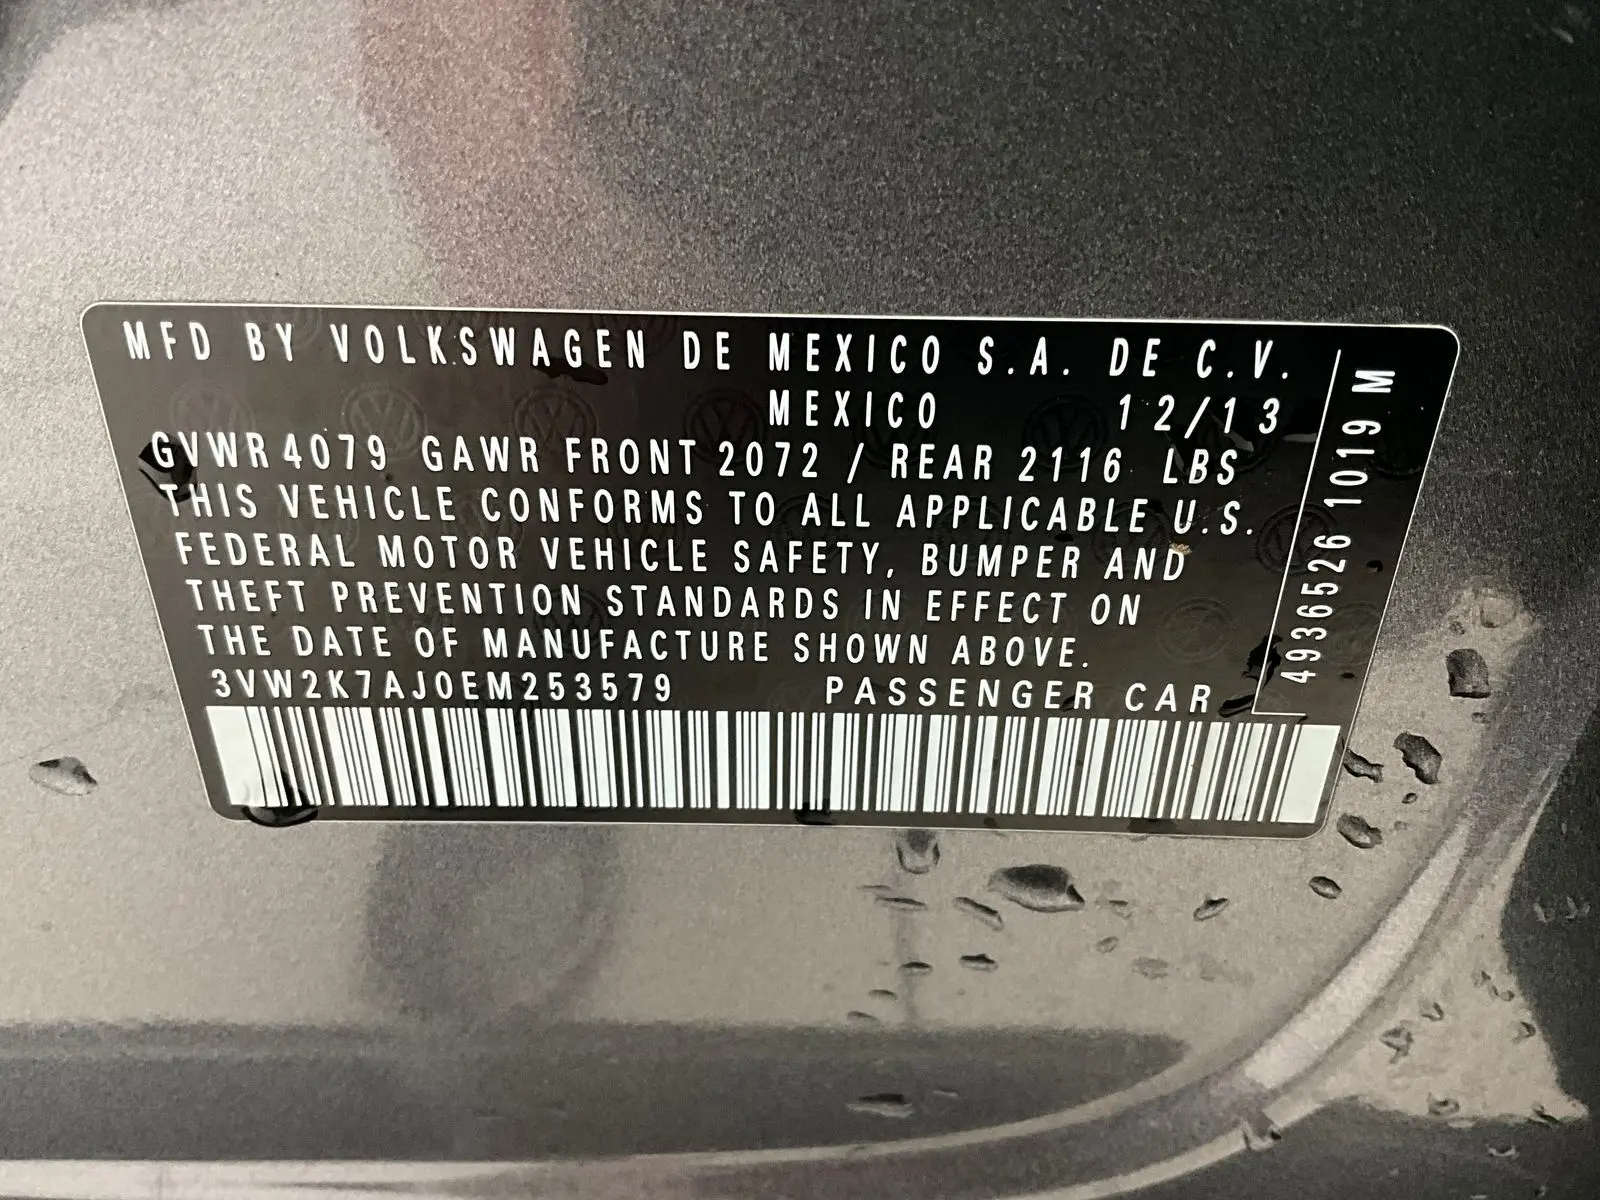 MFD BY VOLKSWAGEN DE MEXICO S.A. DE C.V.
MEXICO 12/13
GVWR 4079 GAWR FRONT 2072 / REAR 2116 LBS
THIS VEHICLE CONFORMS TO ALL APPLICABLE U.S.
FEDERAL MOTOR VEHICLE SAFETY, BUMPER AND
THEFT PREVENTION STANDARDS IN EFFECT ON
THE DATE OF MANUFACTURE SHOWN ABOVE.
3VW2K7AJ0EM253579 PASSENGER CAR
4936526 1019 M